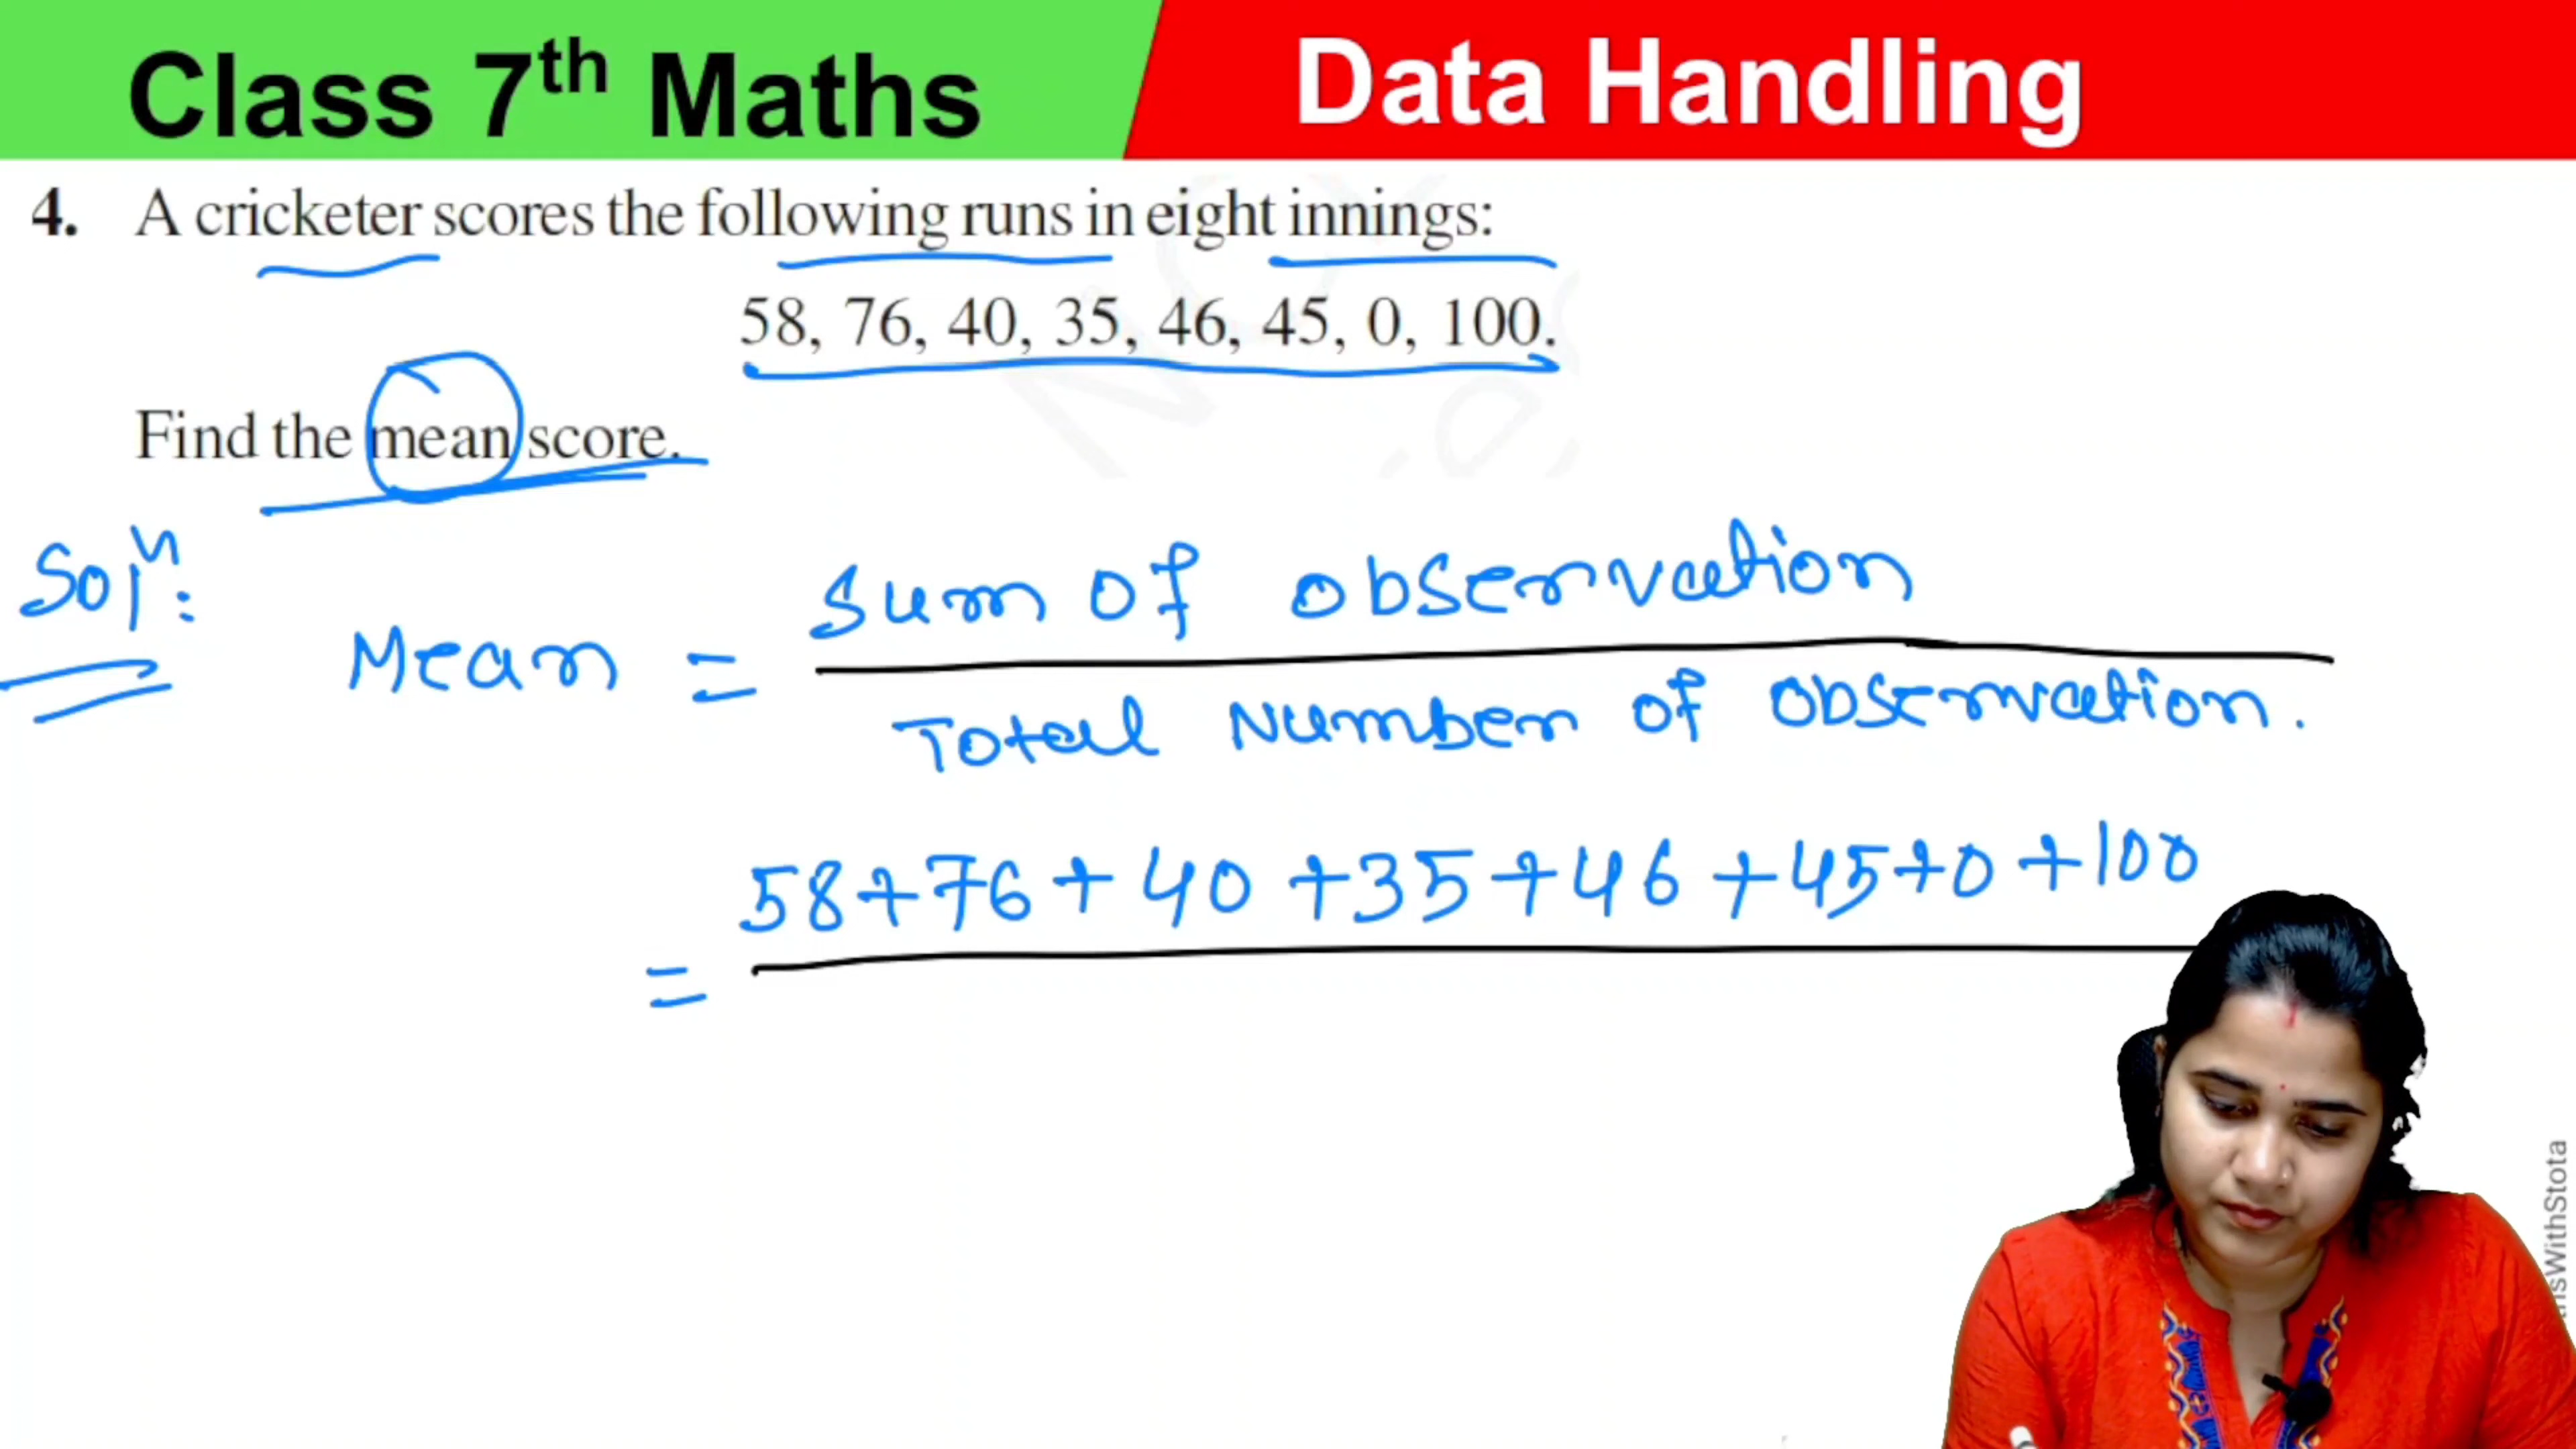 Class 7th Maths
Data Handling
4. A cricketer scores the following runs in eight innings:
58, 76, 40, 35, 46, 45, 0, 100.
Find the mean score.
Solⁿ:
Mean = Sum of observation
Total Number of observation.
= 58+76+40+35+46+45+0+100